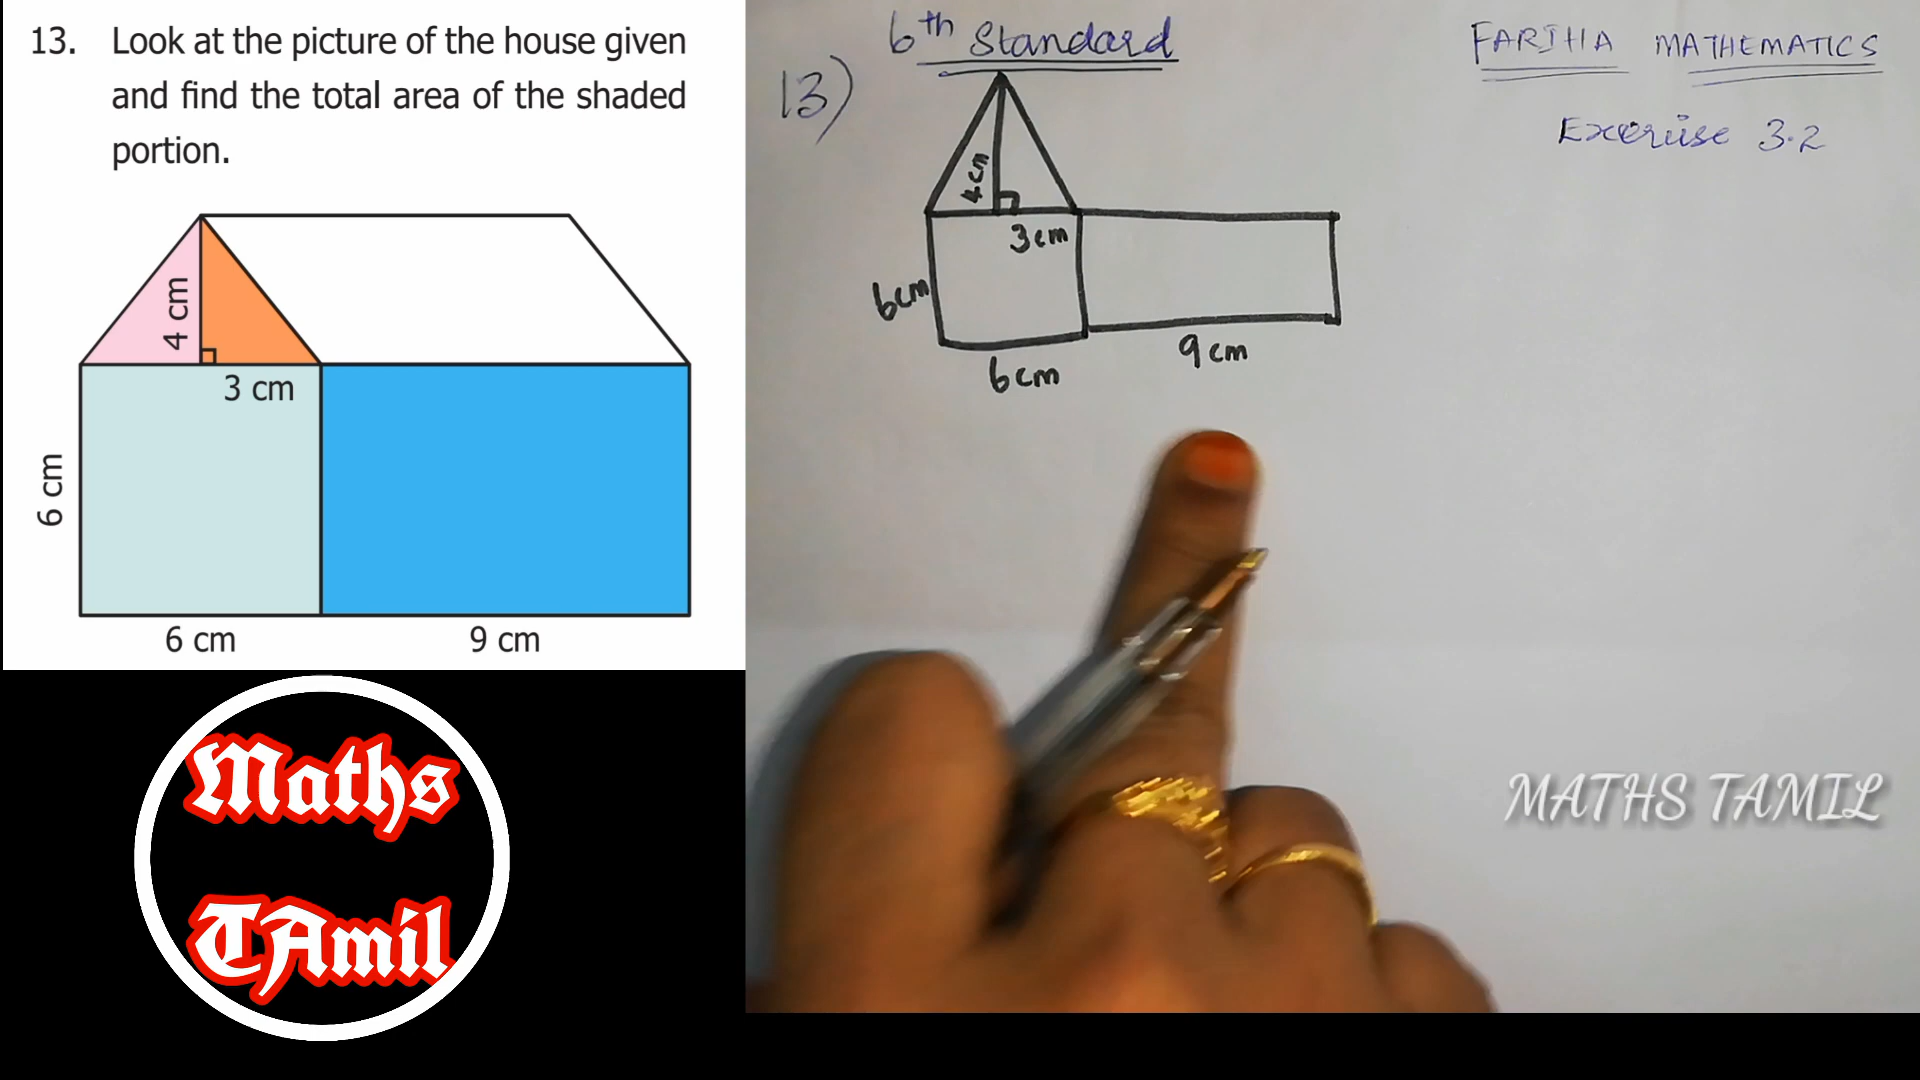 13. Look at the picture of the house given
and find the total area of the shaded
portion.
4 cm
3 cm
6 cm
6 cm
9 cm
Maths
TAmil
6th Standard
13)
FARJHA MATHEMATICS
Exercise 3.2
4cm
3cm
6cm
6cm
9cm
MATHS TAMIL